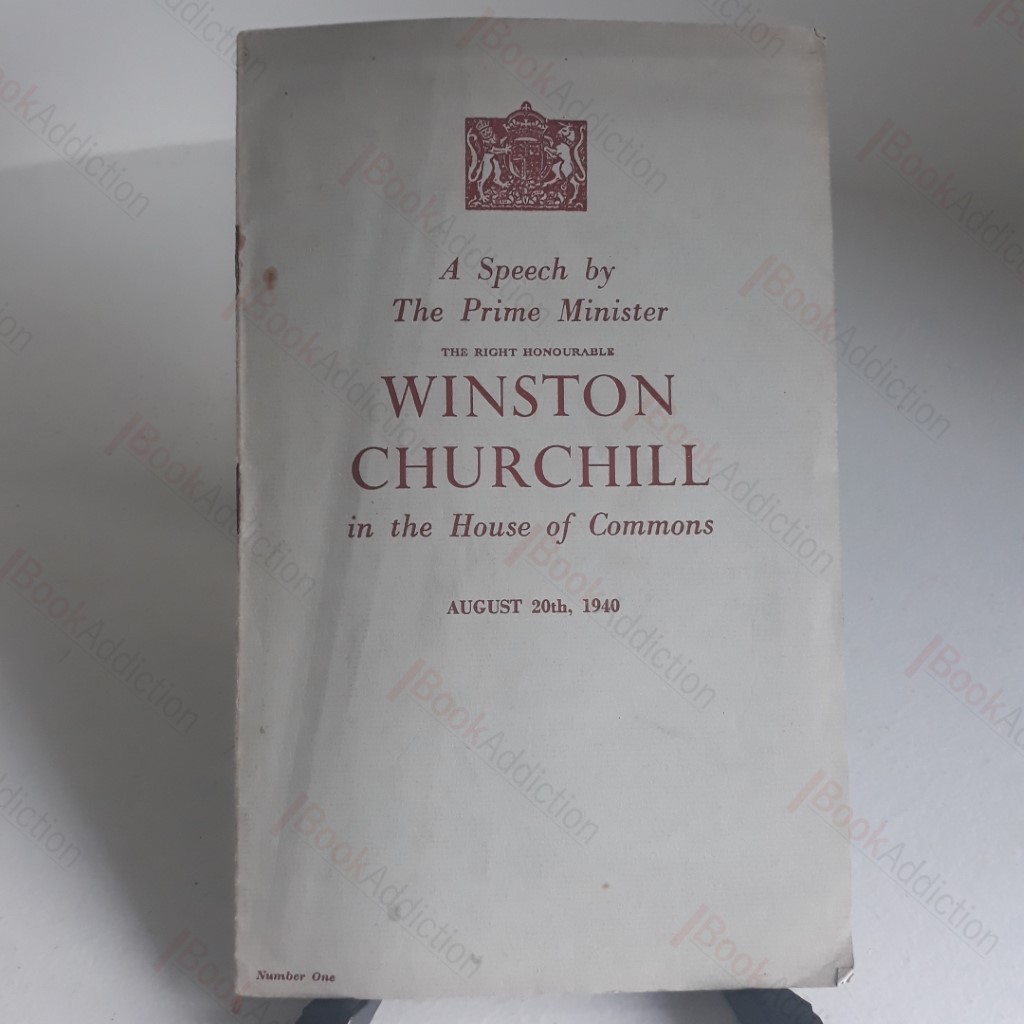 A Speech by
The Prime Minister
THE RIGHT HONOURABLE
WINSTON
CHURCHILL
in the House of Commons
AUGUST 20th, 1940
Number One
BookAddiction